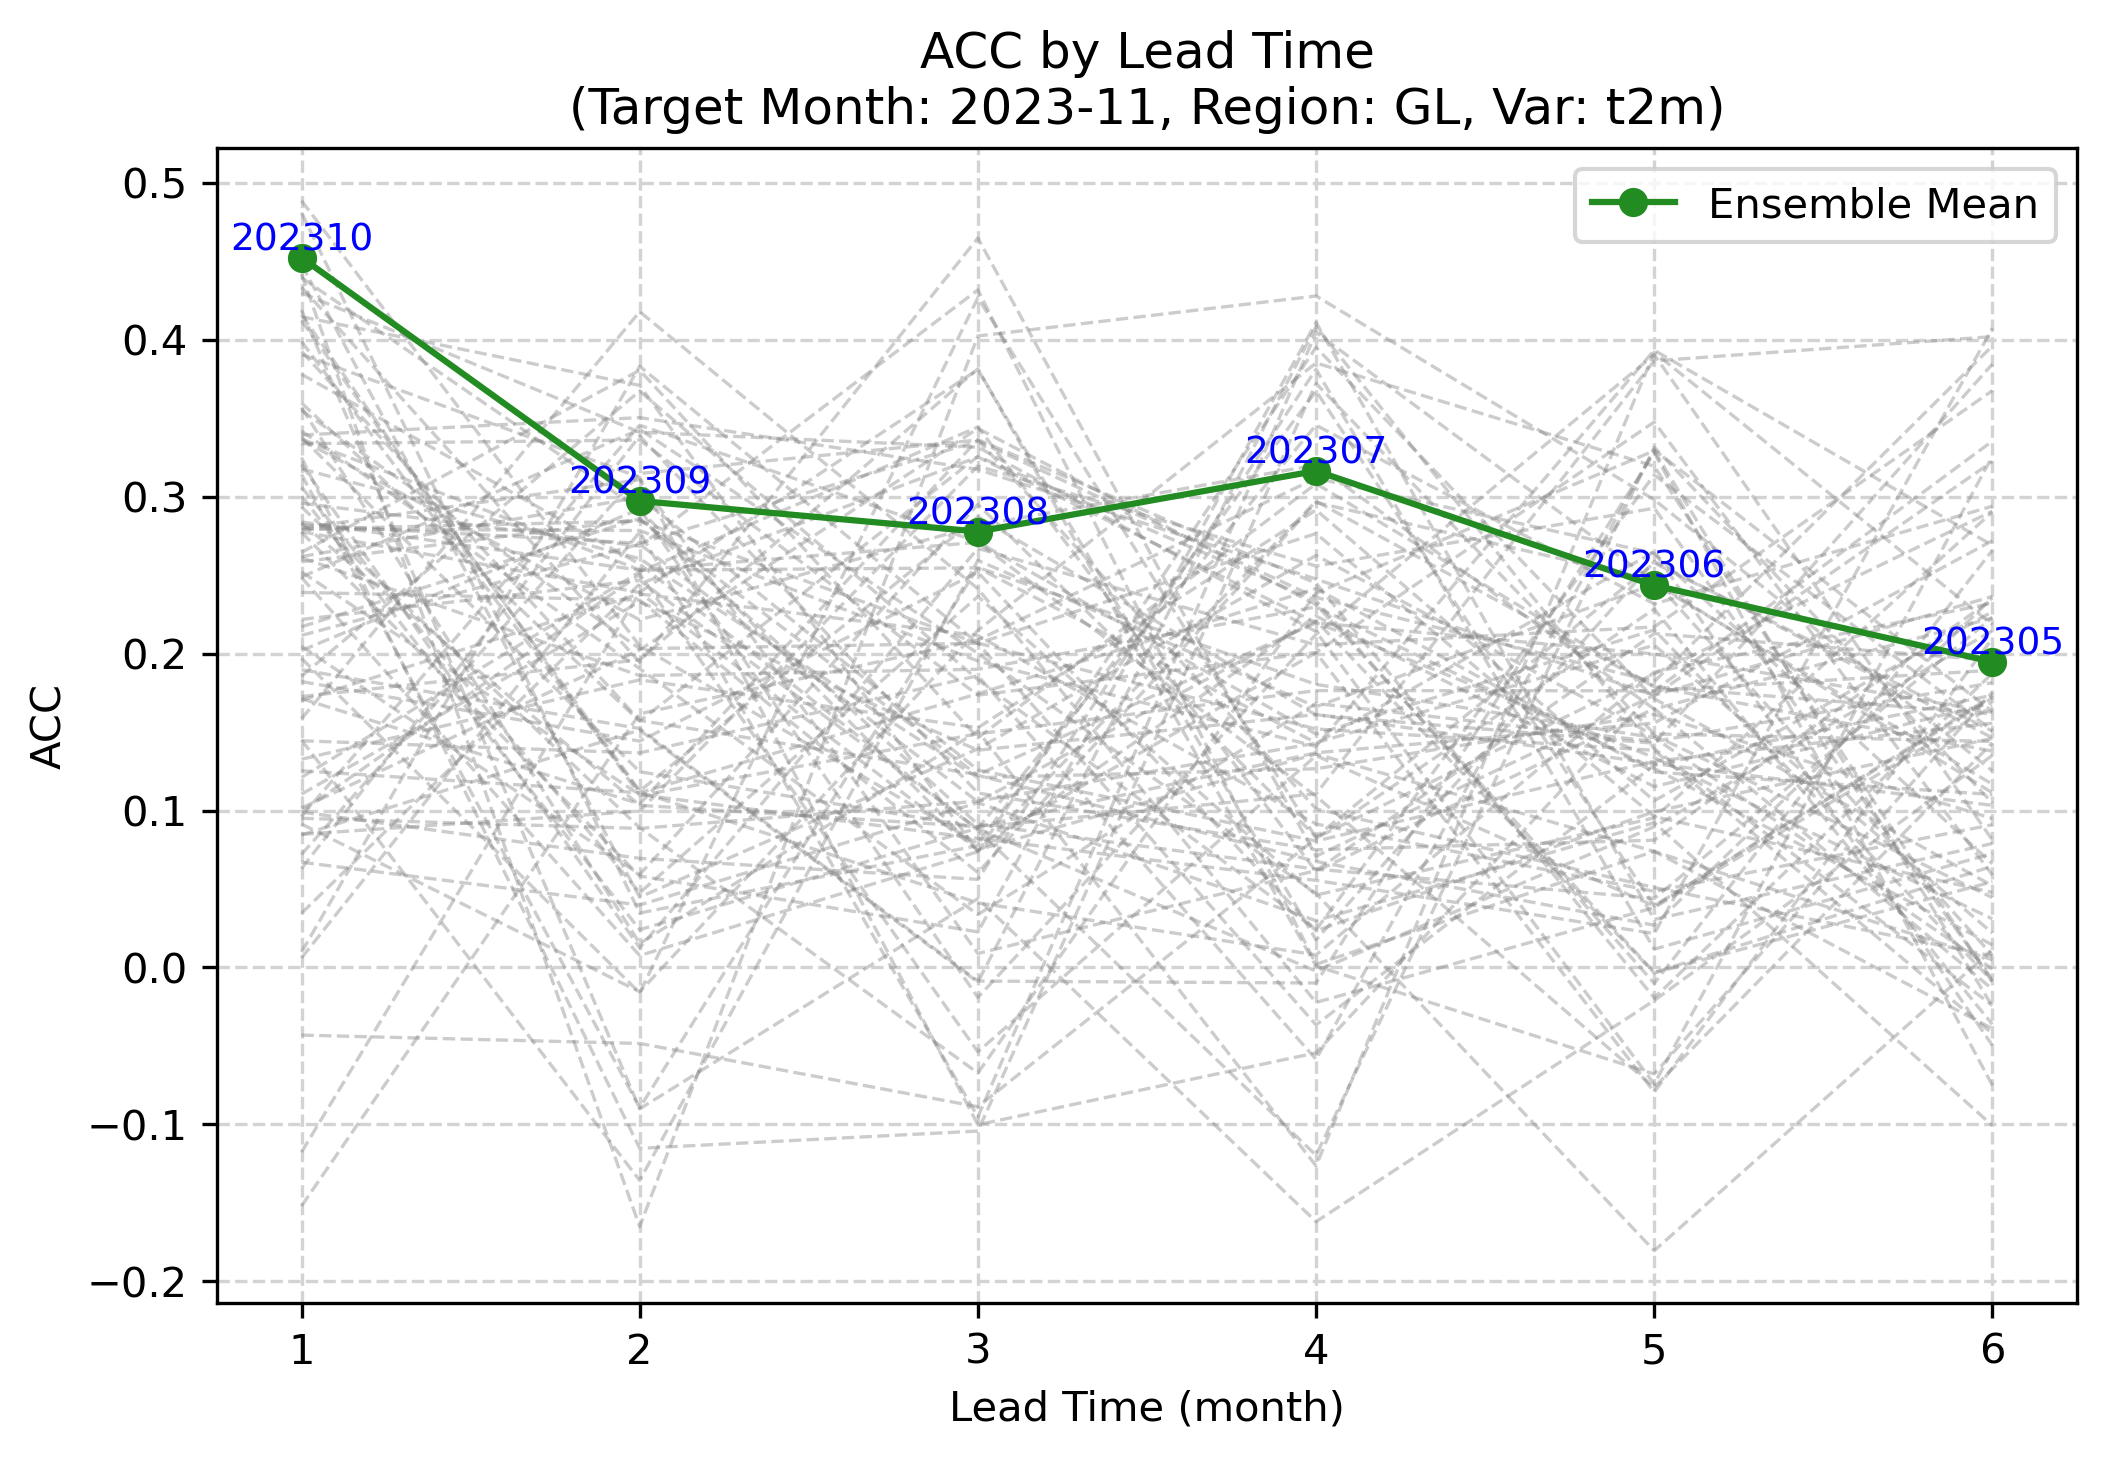 ACC by Lead Time
(Target Month: 2023-11, Region: GL, Var: t2m)
Ensemble Mean
0.5
0.4
0.3
0.2
0.1
0.0
−0.1
−0.2
ACC
202310
202309
202308
202307
202306
202305
1 2 3 4 5 6
Lead Time (month)